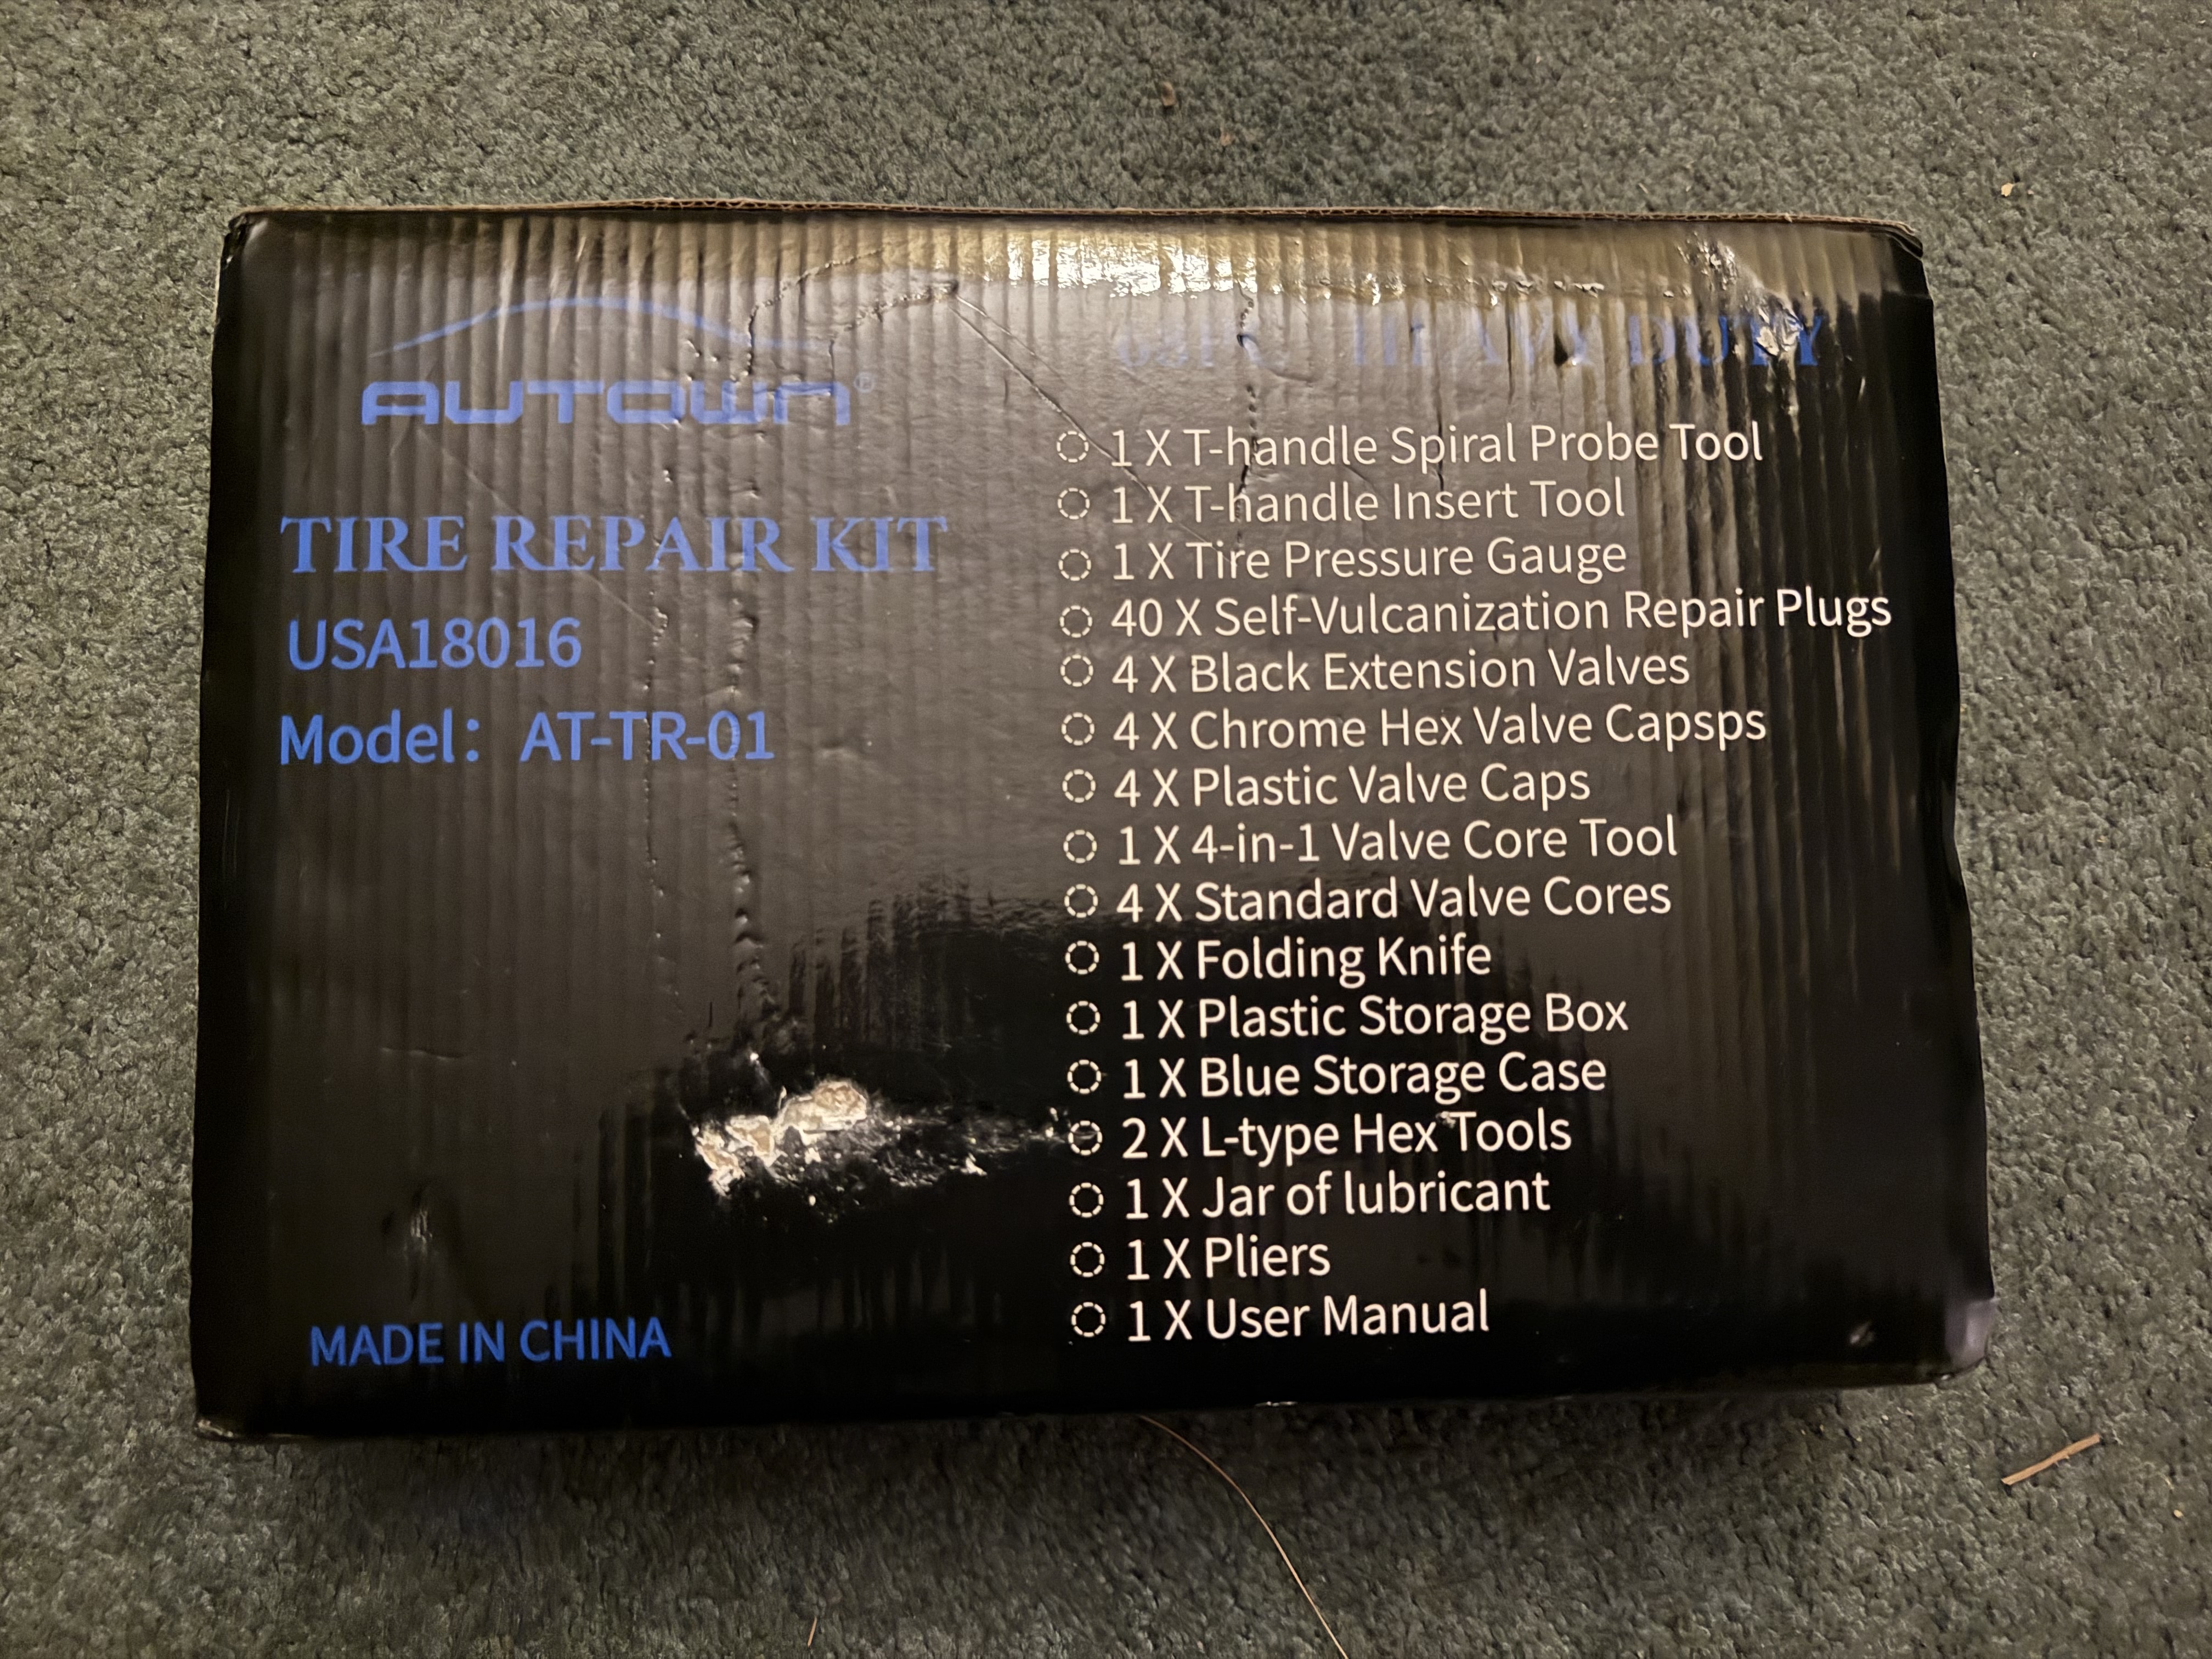 AUTOWN®
TIRE REPAIR KIT
USA18016
Model: AT-TR-01
MADE IN CHINA
68PCS HEAVY DUTY
1 X T-handle Spiral Probe Tool
1 X T-handle Insert Tool
1 X Tire Pressure Gauge
40 X Self-Vulcanization Repair Plugs
4 X Black Extension Valves
4 X Chrome Hex Valve Capsps
4 X Plastic Valve Caps
1 X 4-in-1 Valve Core Tool
4 X Standard Valve Cores
1 X Folding Knife
1 X Plastic Storage Box
1 X Blue Storage Case
2 X L-type Hex Tools
1 X Jar of lubricant
1 X Pliers
1 X User Manual